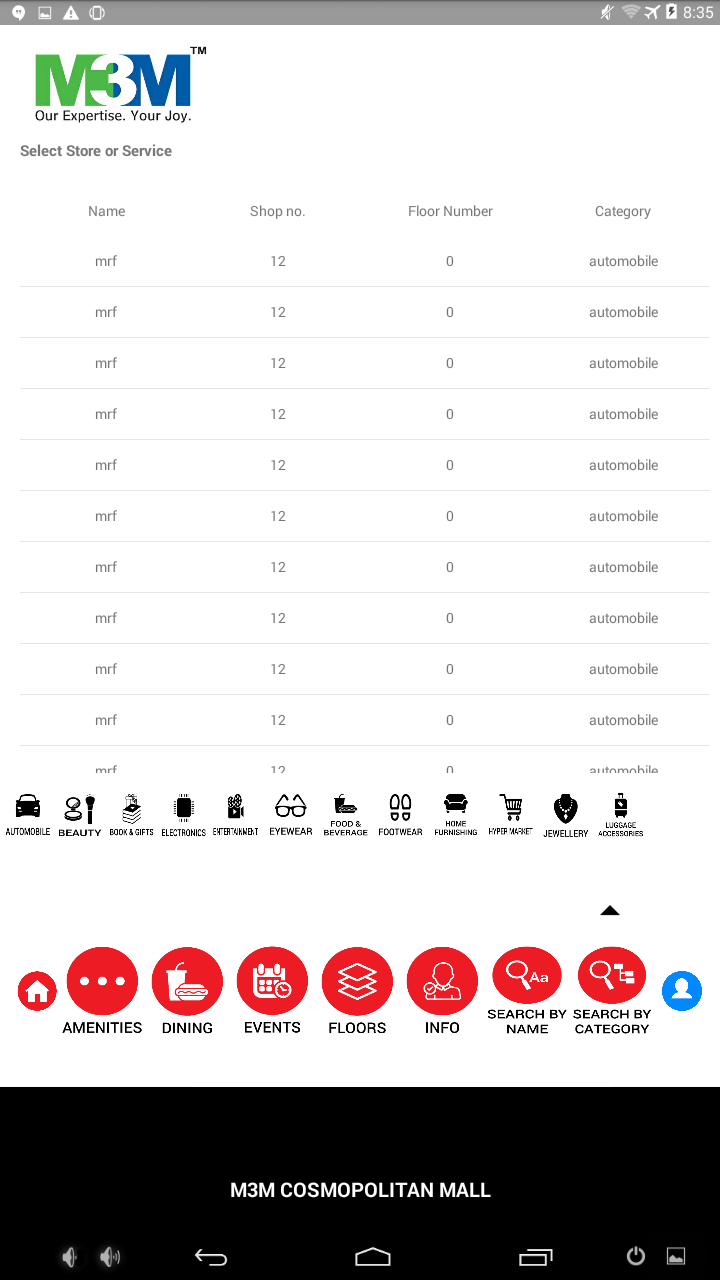 8:35
M3M™
Our Expertise. Your Joy.
Select Store or Service
Name Shop no. Floor Number Category
mrf 12 0 automobile
mrf 12 0 automobile
mrf 12 0 automobile
mrf 12 0 automobile
mrf 12 0 automobile
mrf 12 0 automobile
mrf 12 0 automobile
mrf 12 0 automobile
mrf 12 0 automobile
mrf 12 0 automobile
mrf 12 0 automobile
AUTOMOBILE BEAUTY BOOK & GIFTS ELECTRONICS ENTERTAINMENT EYEWEAR FOOD & BEVERAGE FOOTWEAR HOME FURNISHING HYPER MARKET JEWELLERY LUGGAGE ACCESSORIES
Aa
AMENITIES DINING EVENTS FLOORS INFO SEARCH BY NAME SEARCH BY CATEGORY
M3M COSMOPOLITAN MALL